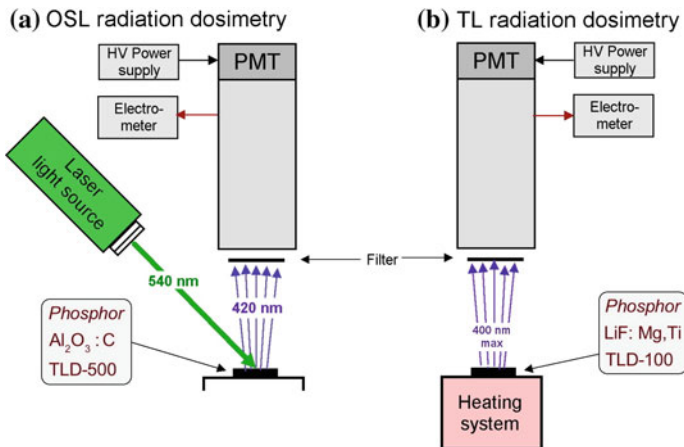 (a) OSL radiation dosimetry
HV Power
supply
PMT
Electro-
meter
Laser
light source
540 nm
420 nm
Phosphor
Al₂O₃ : C
TLD-500
Filter
(b) TL radiation dosimetry
PMT
HV Power
supply
Electro-
meter
400 nm
max
Phosphor
LiF: Mg,Ti
TLD-100
Heating
system